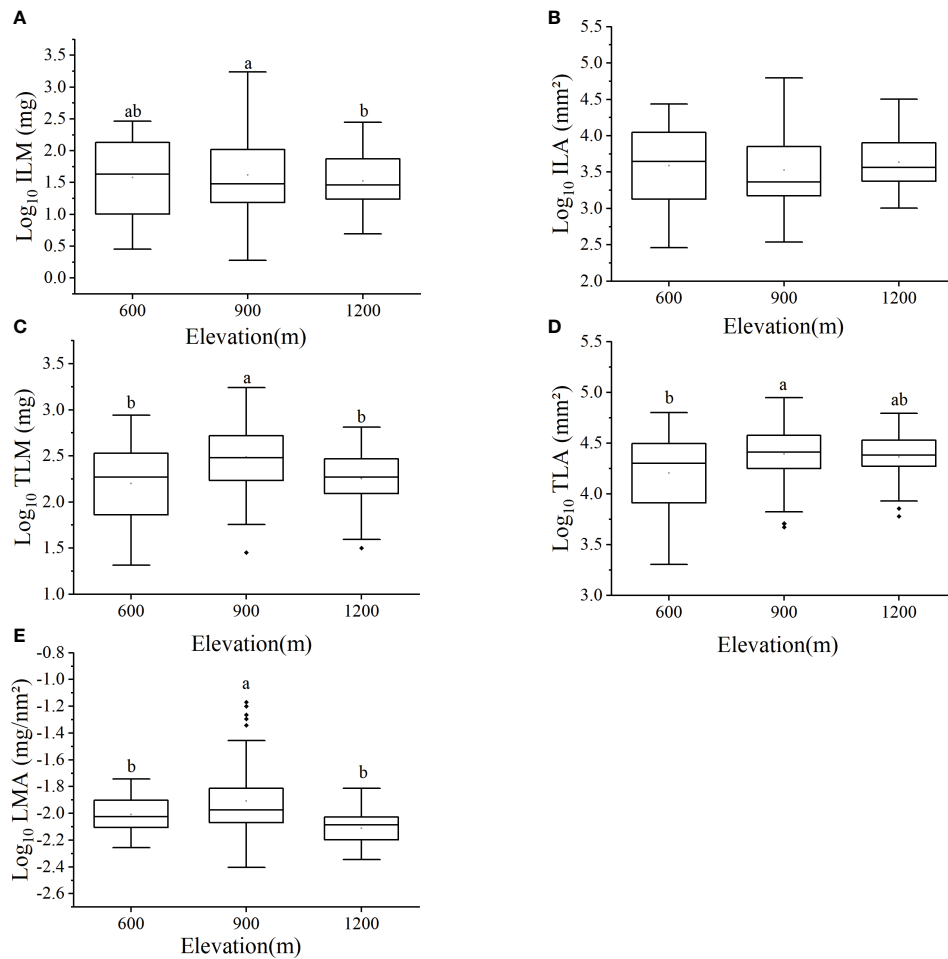 A
Log₁₀ ILM (mg)
3.5
3.0
2.5
2.0
1.5
1.0
0.5
0.0
ab
a
b
600
900
1200
Elevation(m)
B
Log₁₀ ILA (mm²)
5.5
5.0
4.5
4.0
3.5
3.0
2.5
2.0
600
900
1200
Elevation(m)
C
Log₁₀ TLM (mg)
3.5
3.0
2.5
2.0
1.5
1.0
b
a
b
600
900
1200
Elevation(m)
D
Log₁₀ TLA (mm²)
5.5
5.0
4.5
4.0
3.5
3.0
b
a
ab
600
900
1200
Elevation(m)
E
Log₁₀ LMA (mg/nm²)
-0.8
-1.0
-1.2
-1.4
-1.6
-1.8
-2.0
-2.2
-2.4
-2.6
b
a
b
600
900
1200
Elevation(m)